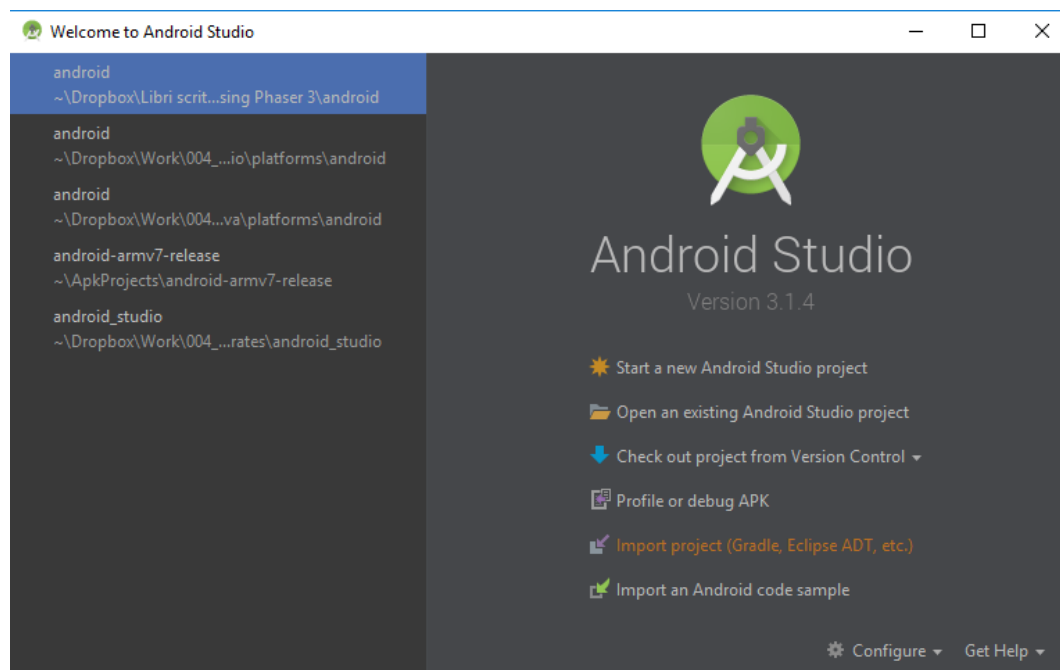 Welcome to Android Studio
android
~\Dropbox\Libri scrit...sing Phaser 3\android
android
~\Dropbox\Work\004_...io\platforms\android
android
~\Dropbox\Work\004...va\platforms\android
android-armv7-release
~\ApkProjects\android-armv7-release
android_studio
~\Dropbox\Work\004_...rates\android_studio
Android Studio
Version 3.1.4
Start a new Android Studio project
Open an existing Android Studio project
Check out project from Version Control
Profile or debug APK
Import project (Gradle, Eclipse ADT, etc.)
Import an Android code sample
Configure Get Help